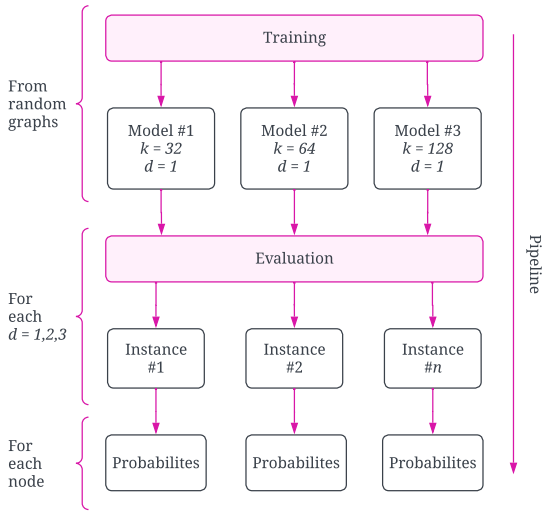 Training
From
random
graphs
Model #1
k = 32
d = 1
Model #2
k = 64
d = 1
Model #3
k = 128
d = 1
Evaluation
Pipeline
For
each
d = 1,2,3
Instance
#1
Instance
#2
Instance
#n
For
each
node
Probabilites
Probabilites
Probabilites